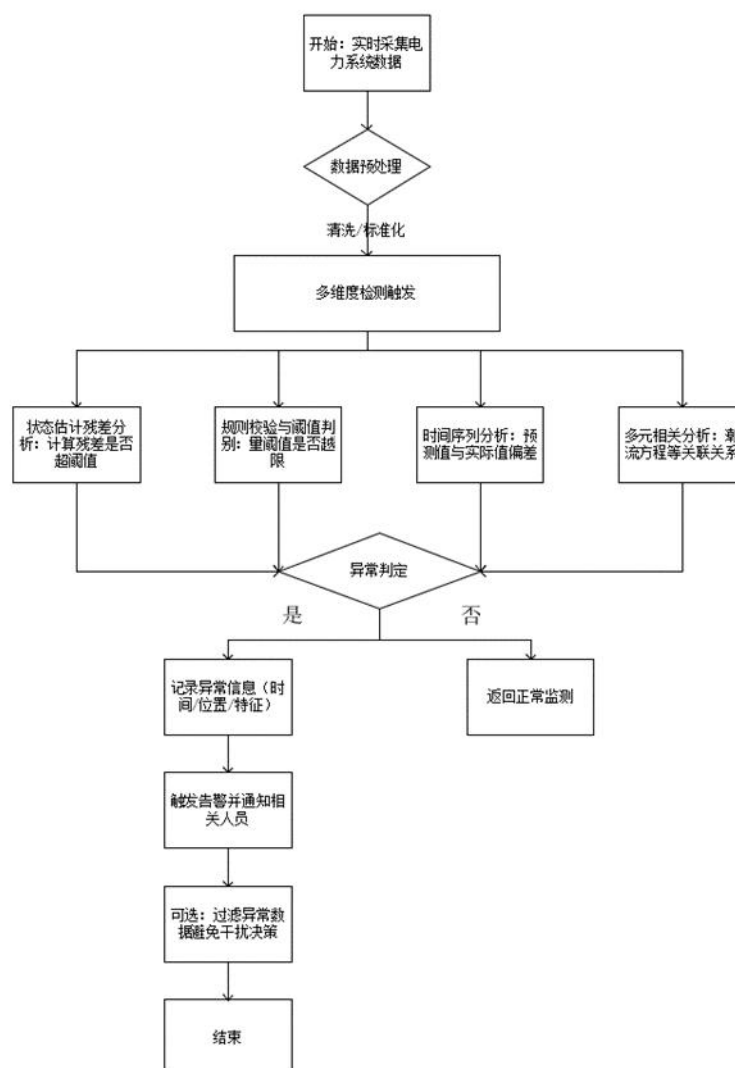 开始：实时采集电
力系统数据
数据预处理
清洗/标准化
多维度检测触发
状态估计残差分
析：计算残差是否
超阈值
规则校验与阈值判
别：量阈值是否越
限
时间序列分析：预
测值与实际值偏差
多元相关分析：潮
流方程等关联关系
异常判定
是
否
记录异常信息（时
间/位置/特征）
返回正常监测
触发告警并通知相
关人员
可选：过滤异常数
据避免干扰决策
结束